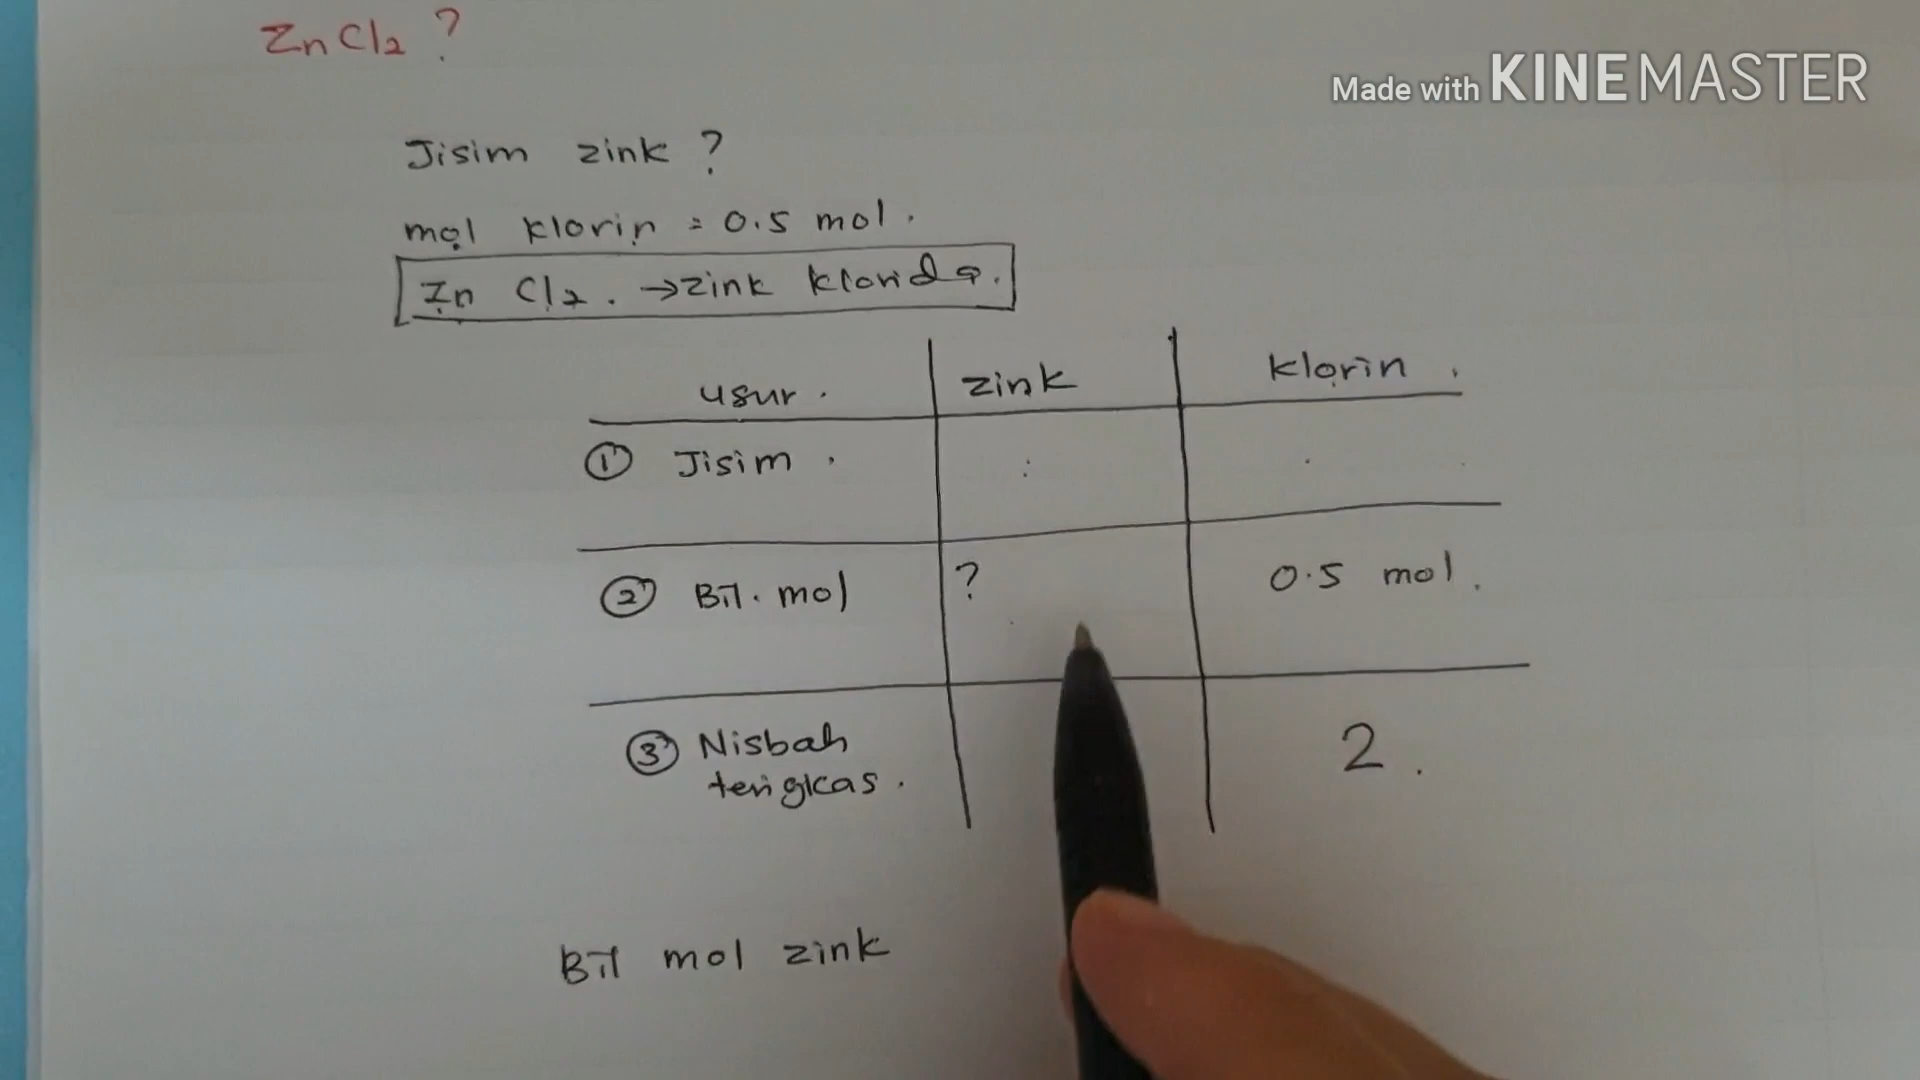 ZnCl2 ?
Made with KINEMASTER
Jisim zink ?
mol klorin = 0.5 mol.
Zn Cl2. → zink klorida.
usur. zink klorin.
① Jisim.
② Bil. mol ? 0.5 mol.
③ Nisbah 2.
teringkas.
Bil mol zink